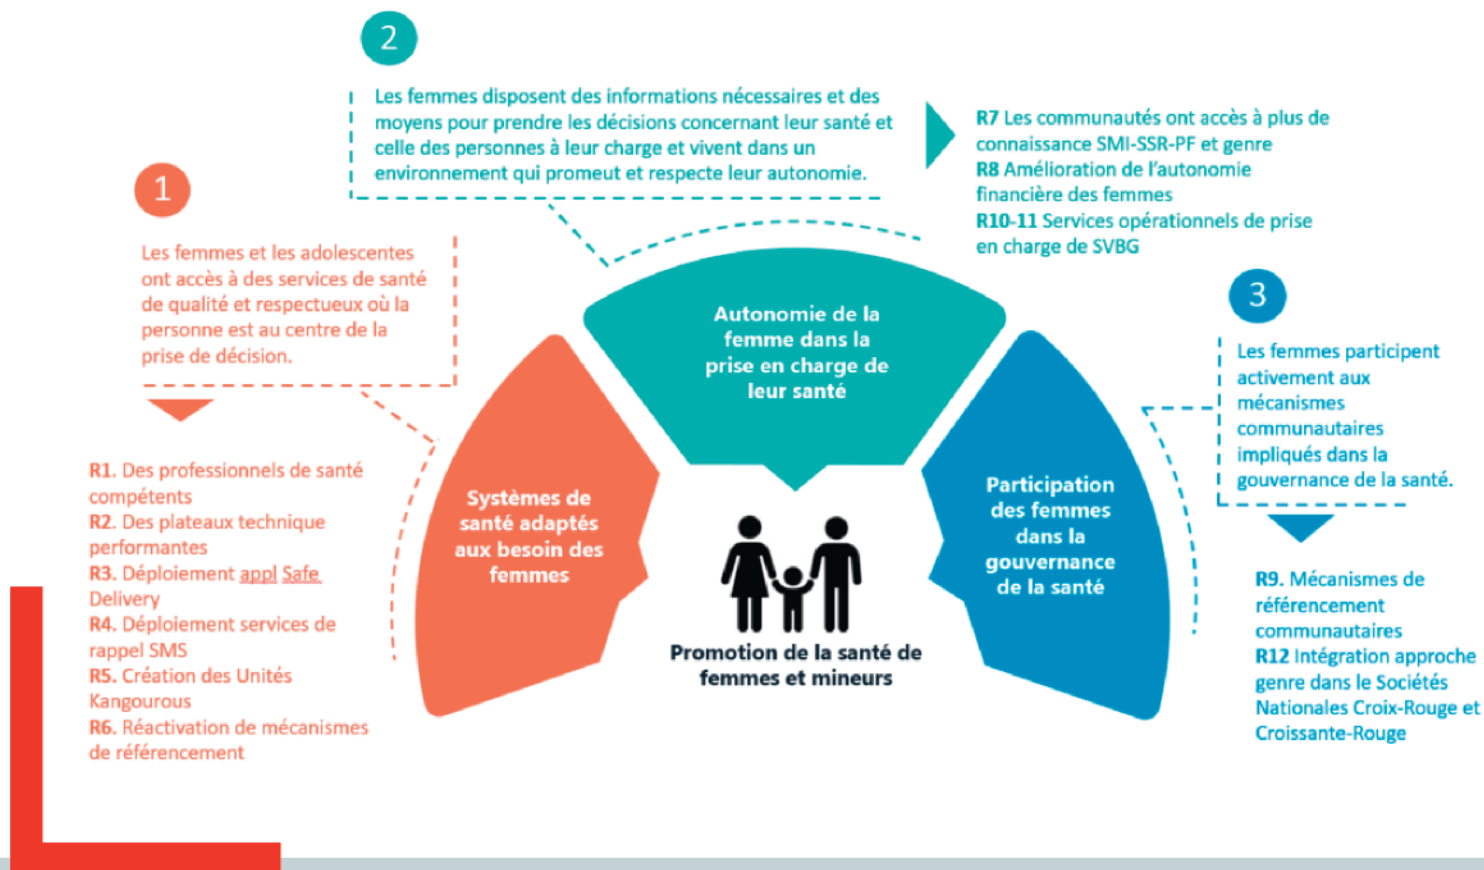 1
Les femmes et les adolescentes
ont accès à des services de santé
de qualité et respectueux où la
personne est au centre de la
prise de décision.
R1. Des professionnels de santé
compétents
R2. Des plateaux technique
performantes
R3. Déploiement appl Safe
Delivery
R4. Déploiement services de
rappel SMS
R5. Création des Unités
Kangourous
R6. Réactivation de mécanismes
de référencement
Systèmes de
santé adaptés
aux besoin des
femmes
2
Les femmes disposent des informations nécessaires et des
moyens pour prendre les décisions concernant leur santé et
celle des personnes à leur charge et vivent dans un
environnement qui promeut et respecte leur autonomie.
R7 Les communautés ont accès à plus de
connaissance SMI-SSR-PF et genre
R8 Amélioration de l'autonomie
financière des femmes
R10-11 Services opérationnels de prise
en charge de SVBG
Autonomie de la
femme dans la
prise en charge de
leur santé
3
Les femmes participent
activement aux
mécanismes
communautaires
impliqués dans la
gouvernance de la santé.
R9. Mécanismes de
référencement
communautaires
R12 Intégration approche
genre dans le Sociétés
Nationales Croix-Rouge et
Croissante-Rouge
Participation
des femmes
dans la
gouvernance
de la santé
Promotion de la santé de
femmes et mineurs